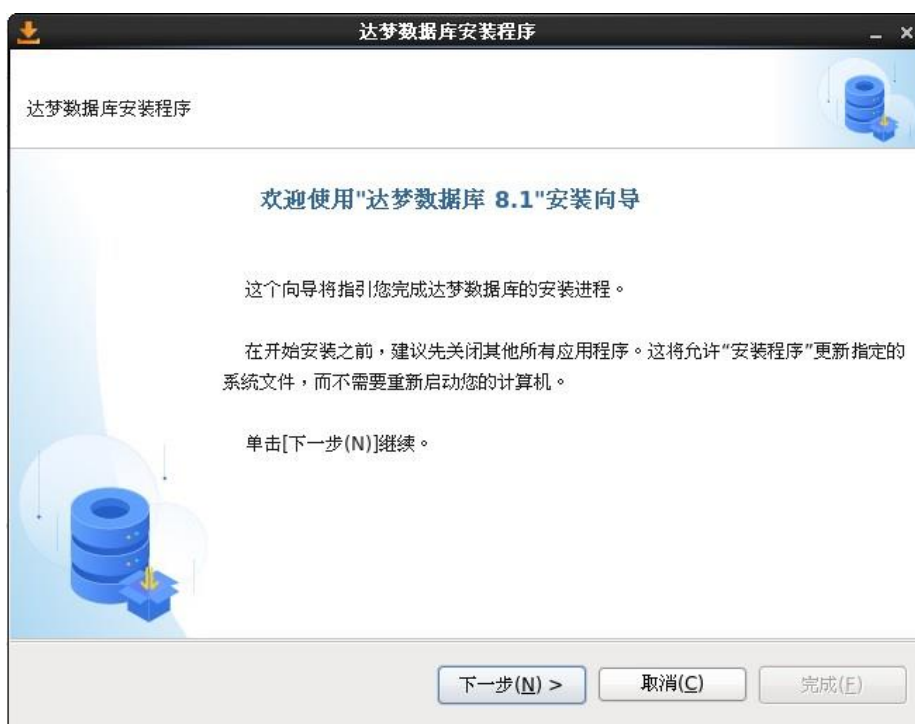 达梦数据库安装程序
达梦数据库安装程序
欢迎使用"达梦数据库 8.1"安装向导
这个向导将指引您完成达梦数据库的安装进程。
在开始安装之前，建议先关闭其他所有应用程序。这将允许“安装程序”更新指定的
系统文件，而不需要重新启动您的计算机。
单击[下一步(N)]继续。
下一步(N) > 取消(C) 完成(F)